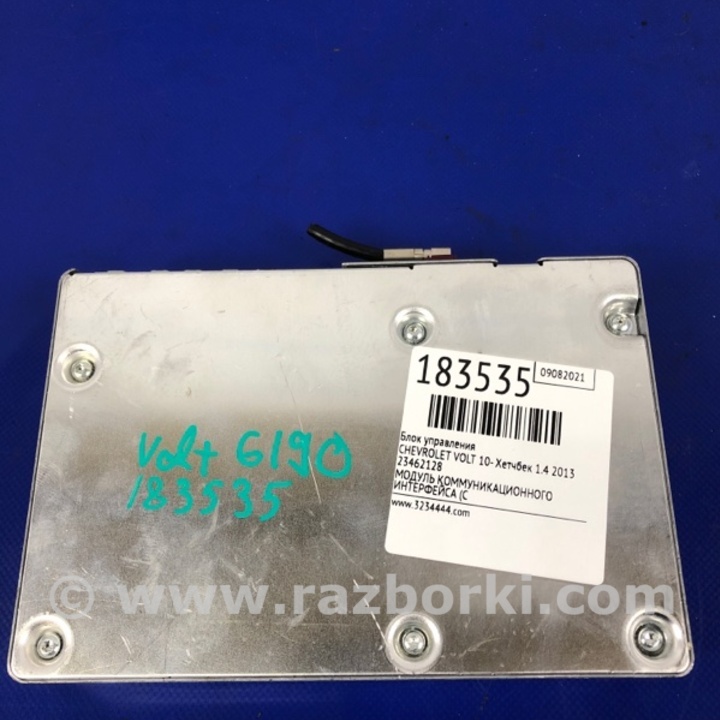 183535
09082021
Блок управления
CHEVROLET VOLT 10- Хетчбек 1.4 2013
23462128
МОДУЛЬ КОММУНИКАЦИОННОГО
ИНТЕРФЕЙСА (С
www.3234444.com
Volt 6190
183535
© www.razborki.com